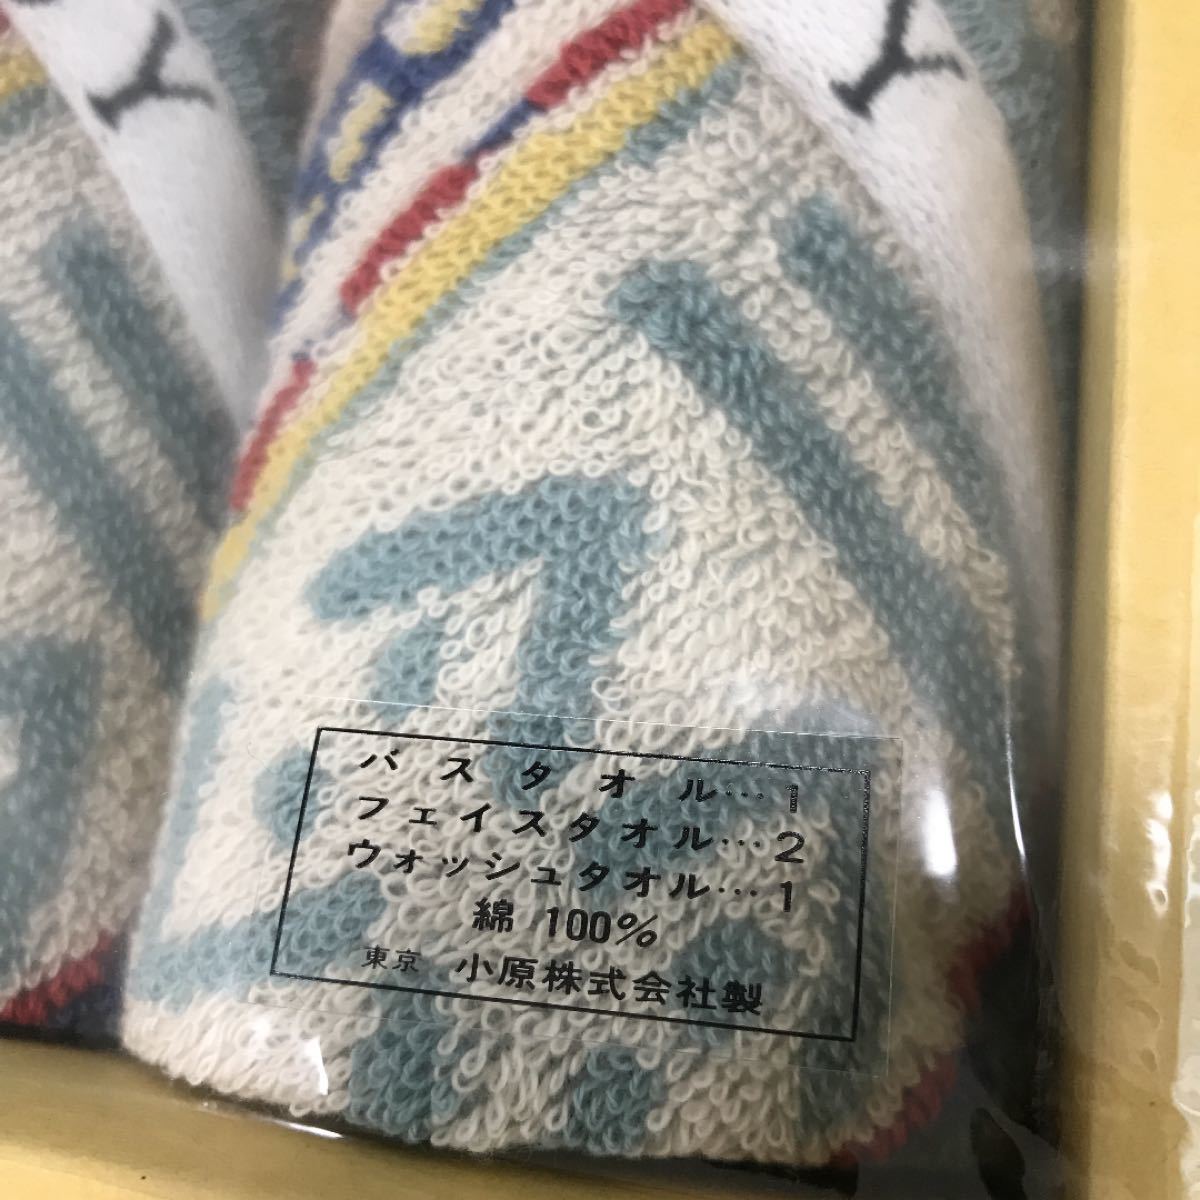 Y
Y
バスタオル…1
フェイスタオル…2
ウォッシュタオル…1
綿 100%
東京 小原株式会社製